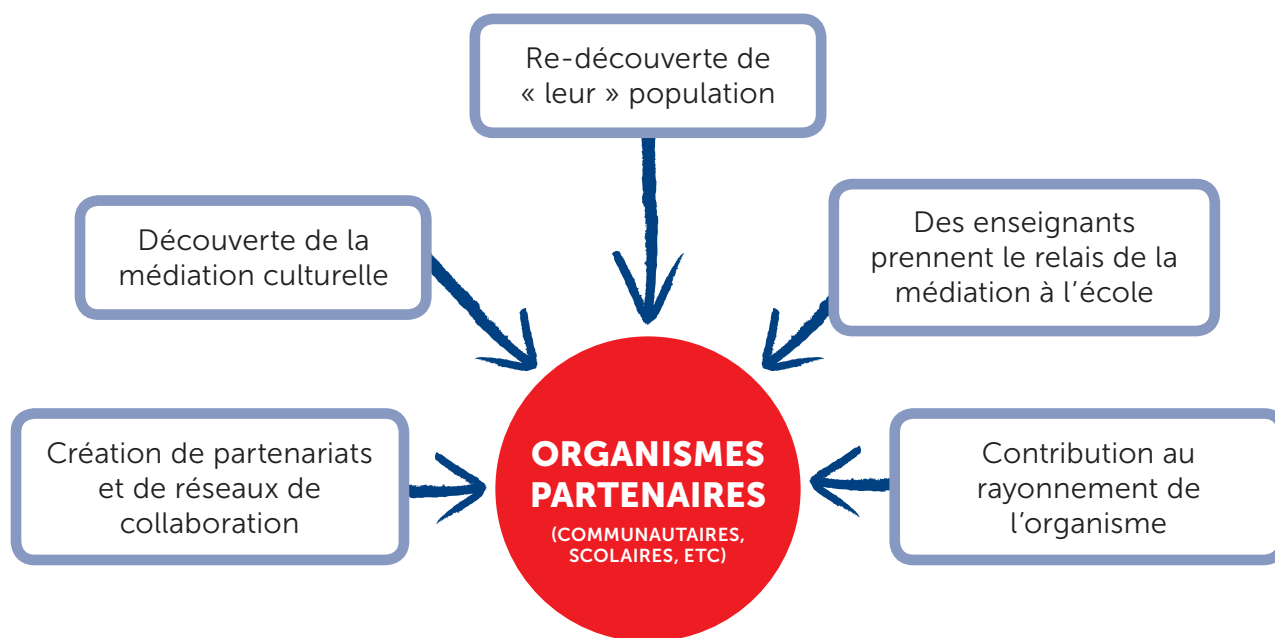 Re-découverte de
« leur » population
Découverte de la
médiation culturelle
Des enseignants
prennent le relais de la
médiation à l’école
Création de partenariats
et de réseaux de
collaboration
ORGANISMES
PARTENAIRES
(COMMUNAUTAIRES,
SCOLAIRES, ETC)
Contribution au
rayonnement de
l’organisme